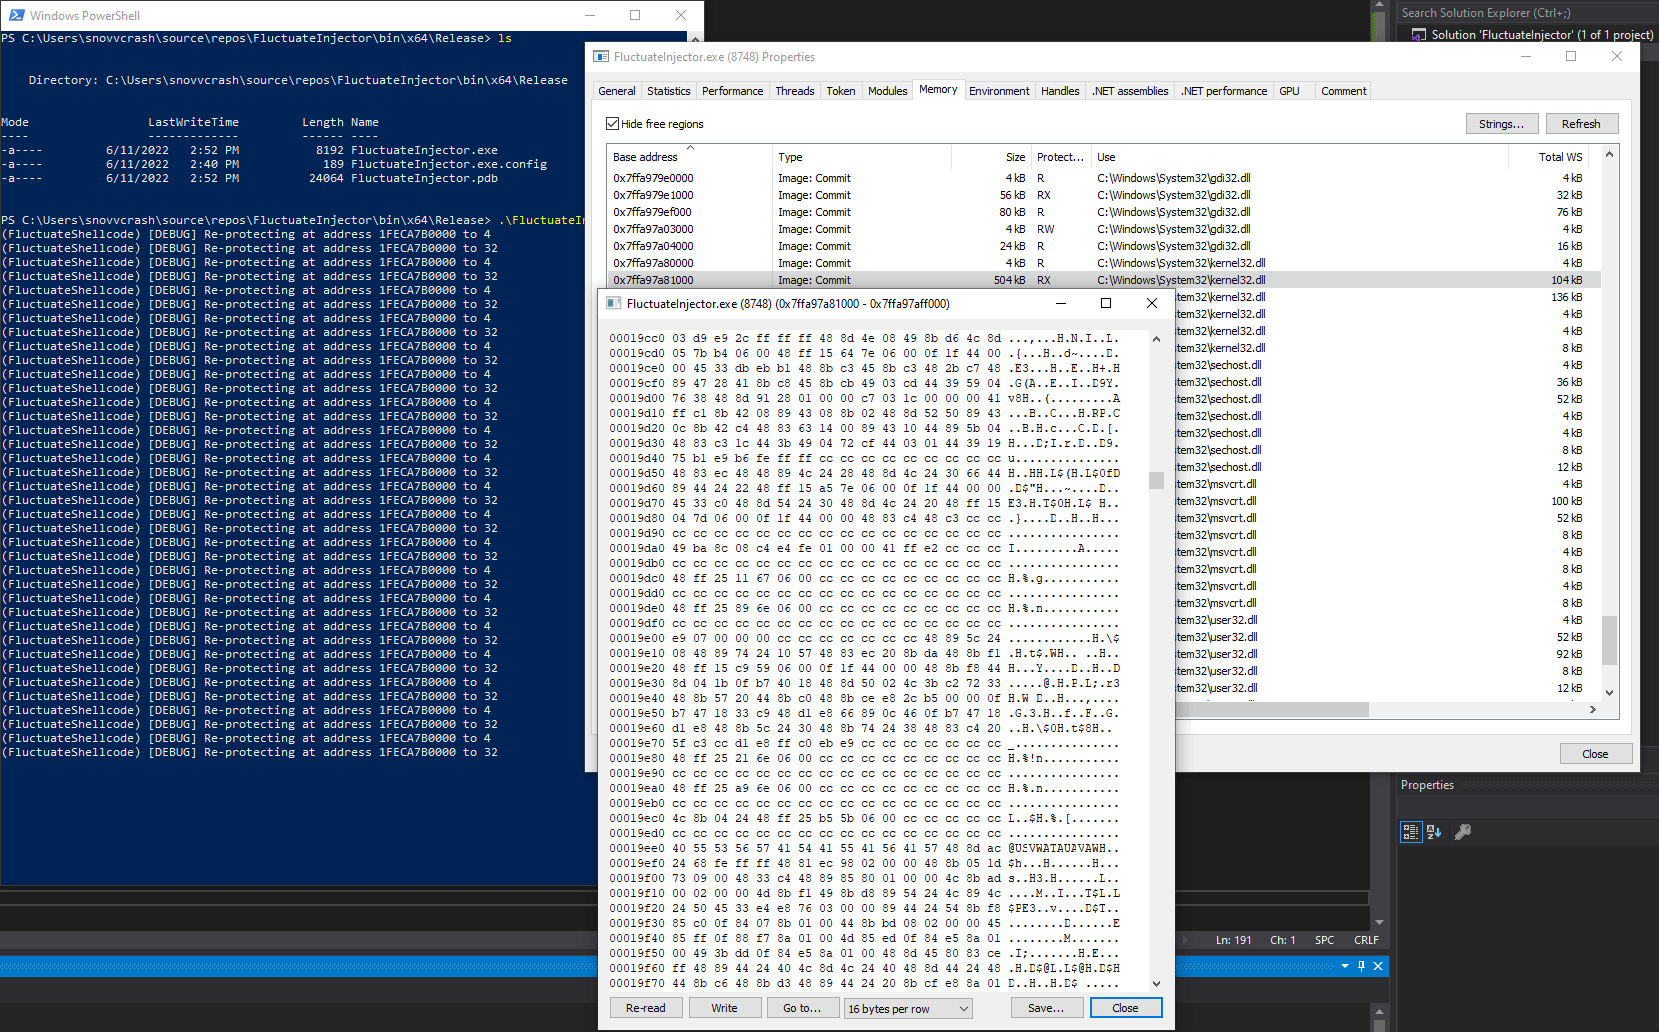 Windows PowerShell
PS C:\Users\snovvcrash\source\repos\FluctuateInjector\bin\x64\Release> ls
Directory: C:\Users\snovvcrash\source\repos\FluctuateInjector\bin\x64\Release
Mode LastWriteTime Length Name
---- ------------- ------ ----
-a---- 6/11/2022 2:52 PM 8192 FluctuateInjector.exe
-a---- 6/11/2022 2:40 PM 189 FluctuateInjector.exe.config
-a---- 6/11/2022 2:52 PM 24064 FluctuateInjector.pdb
PS C:\Users\snovvcrash\source\repos\FluctuateInjector\bin\x64\Release> .\FluctuateIn
(FluctuateShellcode) [DEBUG] Re-protecting at address 1FECA7B0000 to 4
(FluctuateShellcode) [DEBUG] Re-protecting at address 1FECA7B0000 to 32
(FluctuateShellcode) [DEBUG] Re-protecting at address 1FECA7B0000 to 4
(FluctuateShellcode) [DEBUG] Re-protecting at address 1FECA7B0000 to 32
(FluctuateShellcode) [DEBUG] Re-protecting at address 1FECA7B0000 to 4
(FluctuateShellcode) [DEBUG] Re-protecting at address 1FECA7B0000 to 32
(FluctuateShellcode) [DEBUG] Re-protecting at address 1FECA7B0000 to 4
(FluctuateShellcode) [DEBUG] Re-protecting at address 1FECA7B0000 to 32
(FluctuateShellcode) [DEBUG] Re-protecting at address 1FECA7B0000 to 4
(FluctuateShellcode) [DEBUG] Re-protecting at address 1FECA7B0000 to 32
(FluctuateShellcode) [DEBUG] Re-protecting at address 1FECA7B0000 to 4
(FluctuateShellcode) [DEBUG] Re-protecting at address 1FECA7B0000 to 32
(FluctuateShellcode) [DEBUG] Re-protecting at address 1FECA7B0000 to 4
(FluctuateShellcode) [DEBUG] Re-protecting at address 1FECA7B0000 to 32
(FluctuateShellcode) [DEBUG] Re-protecting at address 1FECA7B0000 to 4
(FluctuateShellcode) [DEBUG] Re-protecting at address 1FECA7B0000 to 32
(FluctuateShellcode) [DEBUG] Re-protecting at address 1FECA7B0000 to 4
(FluctuateShellcode) [DEBUG] Re-protecting at address 1FECA7B0000 to 32
(FluctuateShellcode) [DEBUG] Re-protecting at address 1FECA7B0000 to 4
(FluctuateShellcode) [DEBUG] Re-protecting at address 1FECA7B0000 to 32
(FluctuateShellcode) [DEBUG] Re-protecting at address 1FECA7B0000 to 4
(FluctuateShellcode) [DEBUG] Re-protecting at address 1FECA7B0000 to 32
(FluctuateShellcode) [DEBUG] Re-protecting at address 1FECA7B0000 to 4
(FluctuateShellcode) [DEBUG] Re-protecting at address 1FECA7B0000 to 32
(FluctuateShellcode) [DEBUG] Re-protecting at address 1FECA7B0000 to 4
(FluctuateShellcode) [DEBUG] Re-protecting at address 1FECA7B0000 to 32
(FluctuateShellcode) [DEBUG] Re-protecting at address 1FECA7B0000 to 4
(FluctuateShellcode) [DEBUG] Re-protecting at address 1FECA7B0000 to 32
(FluctuateShellcode) [DEBUG] Re-protecting at address 1FECA7B0000 to 4
(FluctuateShellcode) [DEBUG] Re-protecting at address 1FECA7B0000 to 32
(FluctuateShellcode) [DEBUG] Re-protecting at address 1FECA7B0000 to 4
(FluctuateShellcode) [DEBUG] Re-protecting at address 1FECA7B0000 to 32
(FluctuateShellcode) [DEBUG] Re-protecting at address 1FECA7B0000 to 4
(FluctuateShellcode) [DEBUG] Re-protecting at address 1FECA7B0000 to 32
(FluctuateShellcode) [DEBUG] Re-protecting at address 1FECA7B0000 to 4
(FluctuateShellcode) [DEBUG] Re-protecting at address 1FECA7B0000 to 32
(FluctuateShellcode) [DEBUG] Re-protecting at address 1FECA7B0000 to 4
(FluctuateShellcode) [DEBUG] Re-protecting at address 1FECA7B0000 to 32
Search Solution Explorer (Ctrl+;)
Solution 'FluctuateInjector' (1 of 1 project)
FluctuateInjector.exe (8748) Properties
General Statistics Performance Threads Token Modules Memory Environment Handles .NET assemblies .NET performance GPU Comment
Hide free regions Strings... Refresh
Base address Type Size Protect... Use Total WS
0x7ffa979e0000 Image: Commit 4 kB R C:\Windows\System32\gdi32.dll 4 kB
0x7ffa979e1000 Image: Commit 56 kB RX C:\Windows\System32\gdi32.dll 32 kB
0x7ffa979ef000 Image: Commit 80 kB R C:\Windows\System32\gdi32.dll 76 kB
0x7ffa97a03000 Image: Commit 4 kB RW C:\Windows\System32\gdi32.dll 4 kB
0x7ffa97a04000 Image: Commit 24 kB R C:\Windows\System32\gdi32.dll 16 kB
0x7ffa97a80000 Image: Commit 4 kB R C:\Windows\System32\kernel32.dll 4 kB
0x7ffa97a81000 Image: Commit 504 kB RX C:\Windows\System32\kernel32.dll 104 kB
stem32\kernel32.dll 136 kB
stem32\kernel32.dll 4 kB
stem32\kernel32.dll 4 kB
stem32\kernel32.dll 8 kB
stem32\sechost.dll 4 kB
stem32\sechost.dll 36 kB
stem32\sechost.dll 52 kB
stem32\sechost.dll 4 kB
stem32\sechost.dll 4 kB
stem32\sechost.dll 8 kB
stem32\sechost.dll 12 kB
stem32\msvcrt.dll 4 kB
stem32\msvcrt.dll 100 kB
stem32\msvcrt.dll 52 kB
stem32\msvcrt.dll 8 kB
stem32\msvcrt.dll 4 kB
stem32\msvcrt.dll 8 kB
stem32\msvcrt.dll 4 kB
stem32\msvcrt.dll 8 kB
stem32\user32.dll 4 kB
stem32\user32.dll 52 kB
stem32\user32.dll 92 kB
stem32\user32.dll 8 kB
stem32\user32.dll 12 kB
Close
FluctuateInjector.exe (8748) (0x7ffa97a81000 - 0x7ffa97aff000)
00019cc0 03 d9 e9 2c ff ff ff 48 8d 4e 08 49 8b d6 4c 8d ...,...H.N.I..L.
00019cd0 05 7b b4 06 00 48 ff 15 64 7e 06 00 0f 1f 44 00 .{...H..d~....D.
00019ce0 00 45 33 db eb b1 48 8b c3 45 8b c3 48 2b c7 48 .E3...H..E..H+.H
00019cf0 89 47 28 41 8b c8 45 8b cb 49 03 cd 44 39 59 04 .G(A..E..I..D9Y.
00019d00 76 38 48 8d 91 28 01 00 00 c7 03 1c 00 00 00 41 v8H..(.........A
00019d10 ff c1 8b 42 08 89 43 08 8b 02 48 8d 52 50 89 43 ...B..C...H.RP.C
00019d20 0c 8b 42 c4 48 83 63 14 00 89 43 10 44 89 5b 04 ..B.H.c...C.D.[.
00019d30 48 83 c3 1c 44 3b 49 04 72 cf 44 03 01 44 39 19 H...D;I.r.D..D9.
00019d40 75 b1 e9 b6 fe ff ff cc cc cc cc cc cc cc cc cc u...............
00019d50 48 83 ec 48 48 89 4c 24 28 48 8d 4c 24 30 66 44 H..HH.L$(H.L$0fD
00019d60 89 44 24 22 48 ff 15 a5 7e 06 00 0f 1f 44 00 00 .D$"H...~....D..
00019d70 45 33 c0 48 8d 54 24 30 48 8d 4c 24 20 48 ff 15 E3.H.T$0H.L$ H..
00019d80 04 7d 06 00 0f 1f 44 00 00 48 83 c4 48 c3 cc cc .}....D..H..H...
00019d90 cc cc cc cc cc cc cc cc cc cc cc cc cc cc cc cc ................
00019da0 49 ba 8c 08 c4 e4 fe 01 00 00 41 ff e2 cc cc cc I.........A.....
00019db0 cc cc cc cc cc cc cc cc cc cc cc cc cc cc cc cc ................
00019dc0 48 ff 25 11 67 06 00 cc cc cc cc cc cc cc cc cc H.%.g...........
00019dd0 cc cc cc cc cc cc cc cc cc cc cc cc cc cc cc cc ................
00019de0 48 ff 25 89 6e 06 00 cc cc cc cc cc cc cc cc cc H.%.n...........
00019df0 cc cc cc cc cc cc cc cc cc cc cc cc cc cc cc cc ................
00019e00 e9 07 00 00 00 cc cc cc cc cc cc cc 48 89 5c 24 ............H.\$
00019e10 08 48 89 74 24 10 57 48 83 ec 20 8b da 48 8b f1 .H.t$.WH.. ..H..
00019e20 48 ff 15 c9 59 06 00 0f 1f 44 00 00 48 8b f8 44 H...Y....D..H..D
00019e30 8d 04 1b 0f b7 40 18 48 8d 50 02 4c 3b c2 72 33 .....@.H.P.L;.r3
00019e40 48 8b 57 20 44 8b c0 48 8b ce e8 2c b5 00 00 0f H.W D..H...,....
00019e50 b7 47 18 33 c9 48 d1 e8 66 89 0c 46 0f b7 47 18 .G.3.H..f..F..G.
00019e60 d1 e8 48 8b 5c 24 30 48 8b 74 24 38 48 83 c4 20 ..H.\$0H.t$8H..
00019e70 5f c3 cc d1 e8 ff c0 eb e9 cc cc cc cc cc cc cc _...............
00019e80 48 ff 25 21 6e 06 00 cc cc cc cc cc cc cc cc cc H.%!n...........
00019e90 cc cc cc cc cc cc cc cc cc cc cc cc cc cc cc cc ................
00019ea0 48 ff 25 a9 6e 06 00 cc cc cc cc cc cc cc cc cc H.%.n...........
00019eb0 cc cc cc cc cc cc cc cc cc cc cc cc cc cc cc cc ................
00019ec0 4c 8b 04 24 48 ff 25 b5 5b 06 00 cc cc cc cc cc L..$H.%.[.......
00019ed0 cc cc cc cc cc cc cc cc cc cc cc cc cc cc cc cc ................
00019ee0 40 55 53 56 57 41 54 41 55 41 56 41 57 48 8d ac @USVWATAUAVAWH..
00019ef0 24 68 fe ff ff 48 81 ec 98 02 00 00 48 8b 05 1d $h...H......H...
00019f00 73 09 00 48 33 c4 48 89 85 80 01 00 00 4c 8b ad s..H3.H......L..
00019f10 00 02 00 00 4d 8b f1 49 8b d8 89 54 24 4c 89 4c ....M..I...T$L.L
00019f20 24 50 45 33 e4 e8 76 03 00 00 89 44 24 54 8b f8 $PE3..v....D$T..
00019f30 85 c0 0f 84 07 8b 01 00 44 8b bd 08 02 00 00 45 ........D......E
00019f40 85 ff 0f 88 f7 8a 01 00 4d 85 ed 0f 84 e5 8a 01 ........M.......
00019f50 00 49 3b dd 0f 84 e5 8a 01 00 48 8d 45 80 83 ce .I;.......H.E...
00019f60 ff 48 89 44 24 40 4c 8d 4c 24 40 48 8d 44 24 48 .H.D$@L.L$@H.D$H
00019f70 44 8b c6 48 8b d3 48 89 44 24 20 8b cf e8 8a 01 D..H..H.D$ .....
Re-read Write Go to... 16 bytes per row Save... Close
Properties
Ln: 191 Ch: 1 SPC CRLF